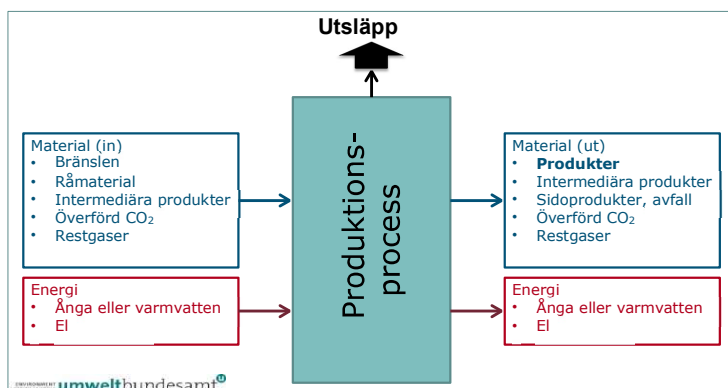 Utsläpp
Material (in)
• Bränslen
• Råmaterial
• Intermediära produkter
• Överförd CO₂
• Restgaser
Energi
• Ånga eller varmvatten
• El
Produktions-
process
Material (ut)
• Produkter
• Intermediära produkter
• Sidoprodukter, avfall
• Överförd CO₂
• Restgaser
Energi
• Ånga eller varmvatten
• El
umweltbundesamt